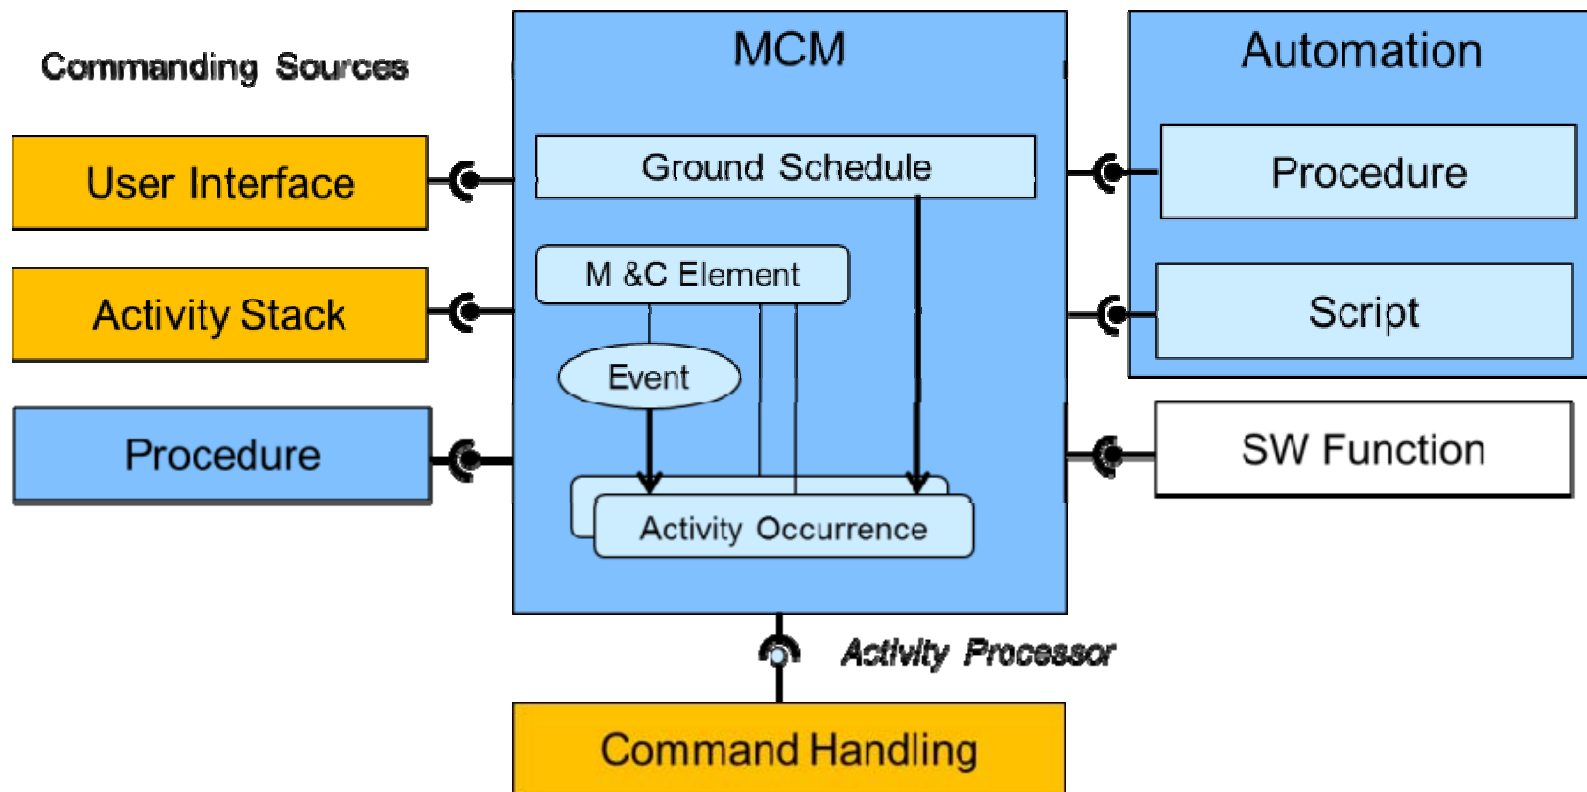 Commanding Sources
User Interface
Activity Stack
Procedure
MCM
Ground Schedule
M &C Element
Event
Activity Occurrence
Automation
Procedure
Script
SW Function
Activity Processor
Command Handling